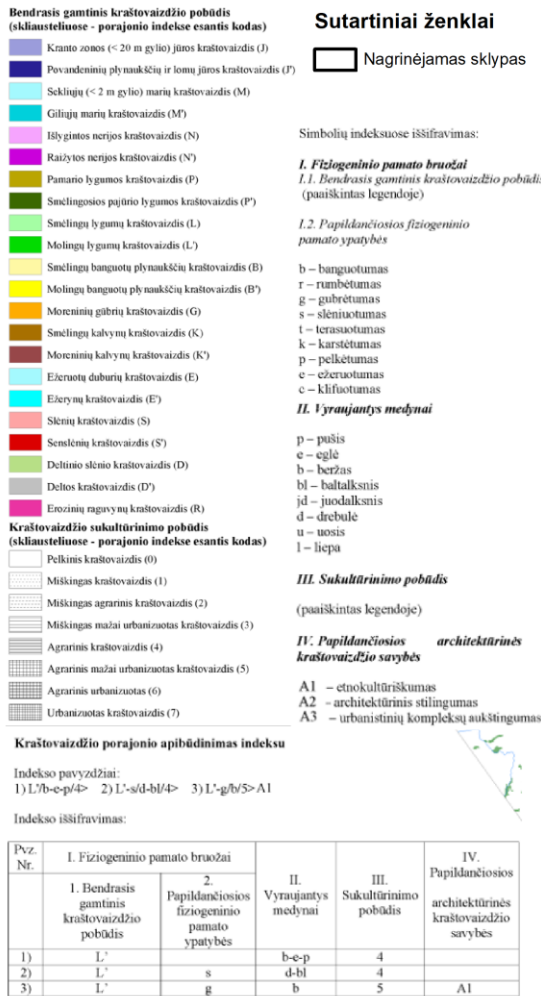 Bendrasis gamtinis kraštovaizdžio pobūdis
(skliausteliuose - porajonio indekse esantis kodas)
Kranto zonos (< 20 m gylio) jūros kraštovaizdis (J)
Povandeninių plynaukščių ir lomų jūros kraštovaizdis (J')
Sekliųjų (< 2 m gylio) marių kraštovaizdis (M)
Giliųjų marių kraštovaizdis (M')
Išlygintos nerijos kraštovaizdis (N)
Raižytos nerijos kraštovaizdis (N')
Pamario lygumos kraštovaizdis (P)
Smėlingosios pajūrio lygumos kraštovaizdis (P')
Smėlingų lygumų kraštovaizdis (L)
Molingų lygumų kraštovaizdis (L')
Smėlingų banguotų plynaukščių kraštovaizdis (B)
Molingų banguotų plynaukščių kraštovaizdis (B')
Moreninių gūbrių kraštovaizdis (G)
Smėlingų kalvynų kraštovaizdis (K)
Moreninių kalvynų kraštovaizdis (K')
Ežeruotų duburių kraštovaizdis (E)
Ežerynų kraštovaizdis (E')
Slėnių kraštovaizdis (S)
Senslėnių kraštovaizdis (S')
Deltinio slėnio kraštovaizdis (D)
Deltos kraštovaizdis (D')
Erozinių raguvynų kraštovaizdis (R)
Kraštovaizdžio sukultūrinimo pobūdis
(skliausteliuose - porajonio indekse esantis kodas)
Pelkinis kraštovaizdis (0)
Miškingas kraštovaizdis (1)
Miškingas agrarinis kraštovaizdis (2)
Miškingas mažai urbanizuotas kraštovaizdis (3)
Agrarinis kraštovaizdis (4)
Agrarinis mažai urbanizuotas kraštovaizdis (5)
Agrarinis urbanizuotas (6)
Urbanizuotas kraštovaizdis (7)
Sutartiniai ženklai
Nagrinėjamas sklypas
Simbolių indeksuose iššifravimas:
I. Fiziogeninio pamato bruožai
I.1. Bendrasis gamtinis kraštovaizdžio pobūdis
(paaiškintas legendoje)
I.2. Papildančiosios fiziogeninio
pamato ypatybės
b – banguotumas
r – rumbėtumas
g – gubrėtumas
s – slėniuotumas
t – terasuotumas
k – karstėtumas
p – pelkėtumas
e – ežeruotumas
c – klifuotumas
II. Vyraujantys medynai
p – pušis
e – eglė
b – beržas
bl – baltalksnis
jd – juodalksnis
d – drebulė
u – uosis
l – liepa
III. Sukultūrinimo pobūdis
(paaiškintas legendoje)
IV. Papildančiosios architektūrinės
kraštovaizdžio savybės
A1 – etnokultūriškumas
A2 – architektūrinis stilingumas
A3 – urbanistinių kompleksų aukštingumas
Kraštovaizdžio porajonio apibūdinimas indeksu
Indekso pavyzdžiai:
1) L'/b-e-p/4> 2) L'-s/d-bl/4> 3) L'-g/b/5>A1
Indekso iššifravimas:
Pvz. Nr. I. Fiziogeninio pamato bruožai II. Vyraujantys medynai III. Sukultūrinimo pobūdis IV. Papildančiosios architektūrinės kraštovaizdžio savybės
1. Bendrasis gamtinis kraštovaizdžio pobūdis 2. Papildančiosios fiziogeninio pamato ypatybės
1) L' b-e-p 4
2) L' s d-bl 4
3) L' g b 5 A1